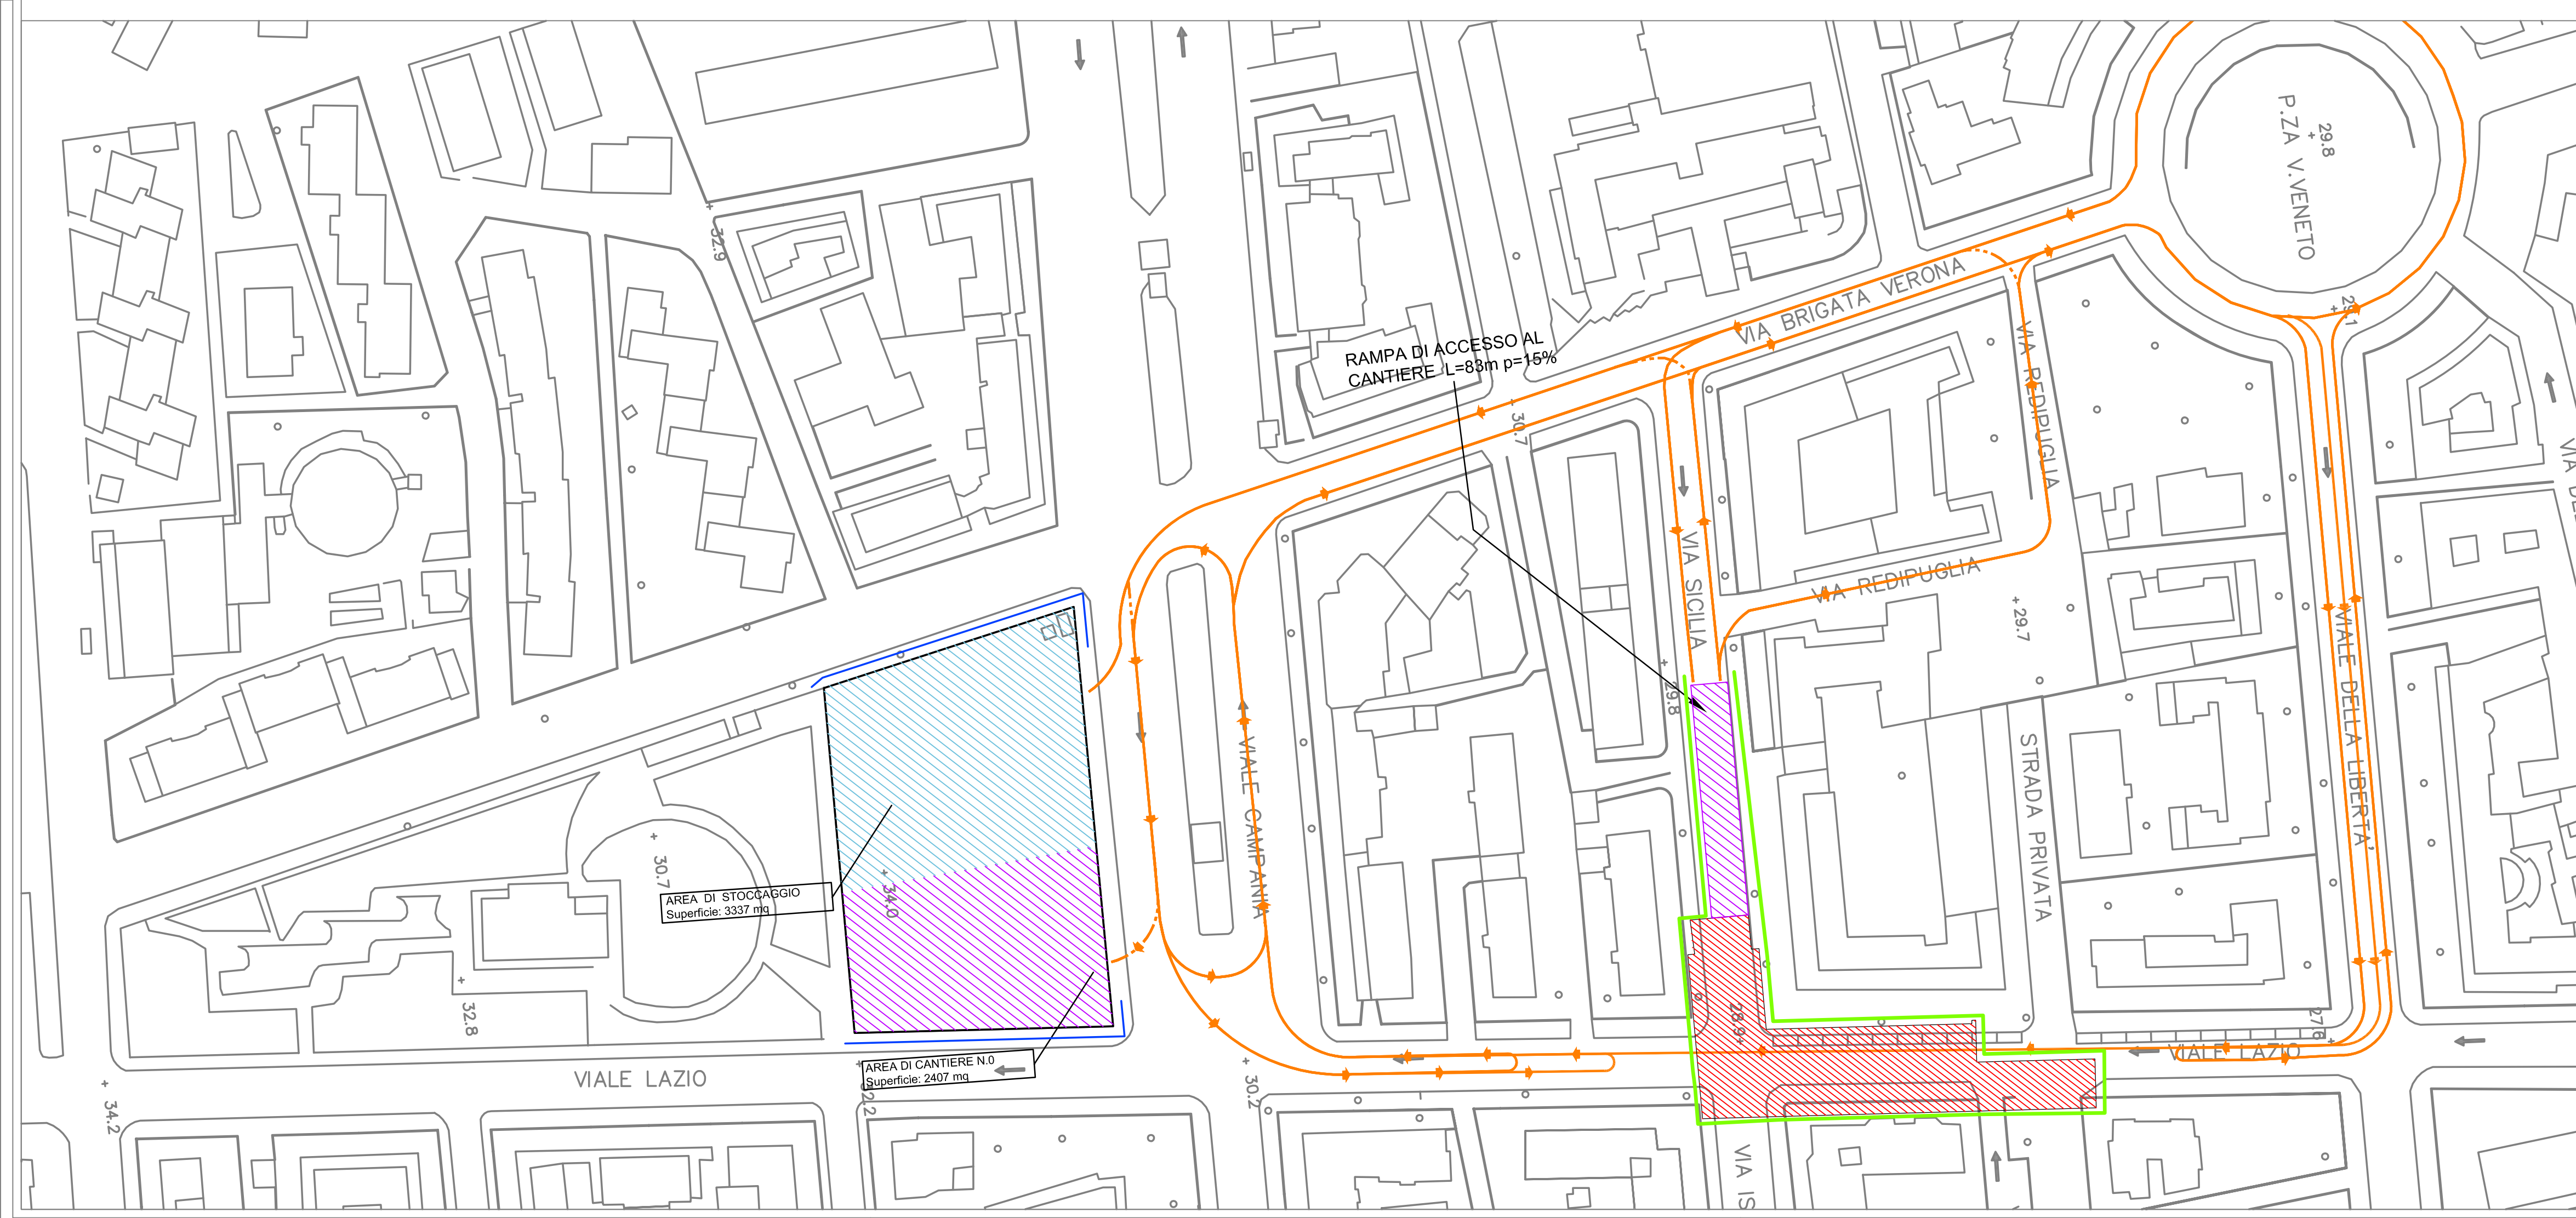 P.ZA V.VENETO
29.8
32.9
VIA BRIGATA VERONA
RAMPA DI ACCESSO AL
CANTIERE L=83m p=15%
30.7
VIA REDIPUGLIA
VIA REDIPUGLIA
VIA SICILIA
29.7
29.8
VIALE DELLA LIBERTA'
STRADA PRIVATA
VIALE CAMPANIA
30.7
34.0
AREA DI STOCCAGGIO
Superficie: 3337 mq
32.8
28.9
VIALE LAZIO
AREA DI CANTIERE N.0
Superficie: 2407 mq
VIALE LAZIO
30.2
34.2
VIA IS